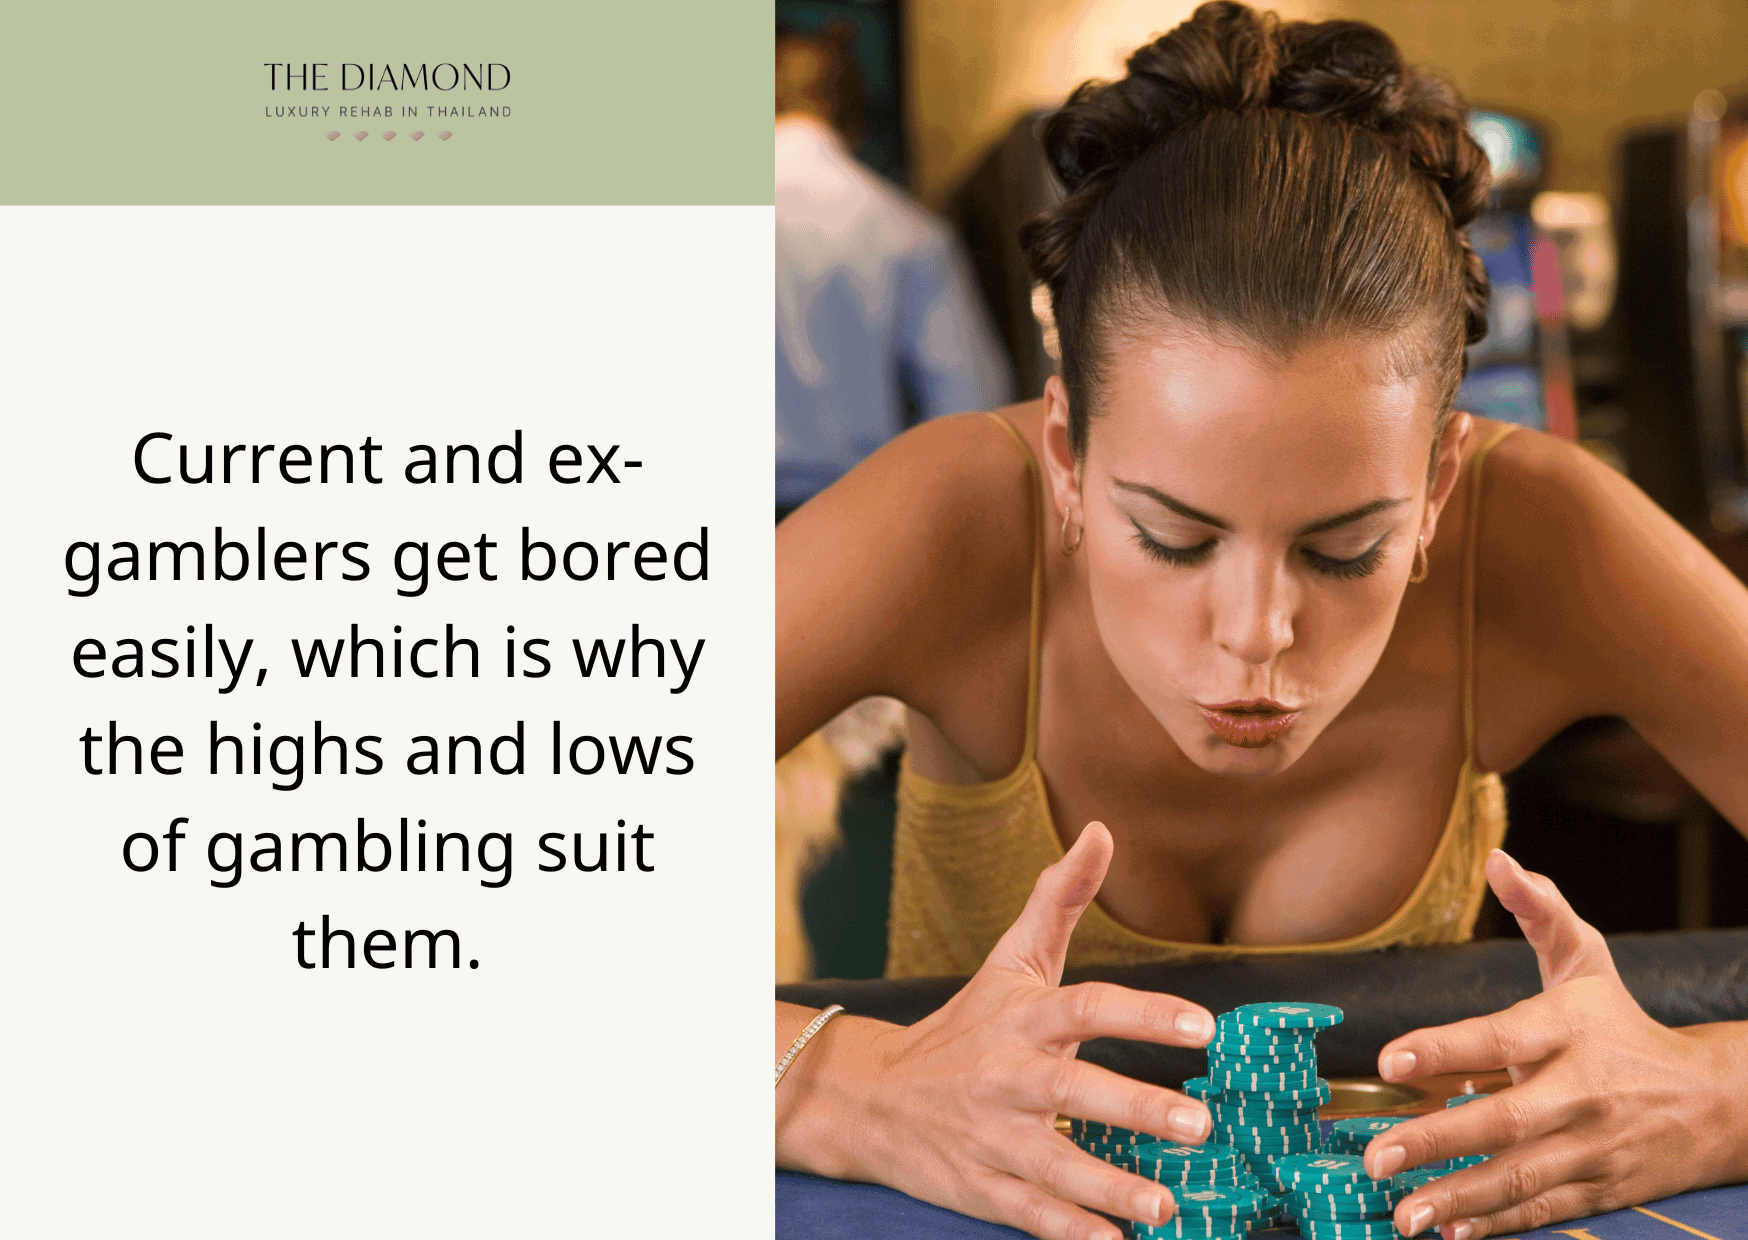 THE DIAMOND
LUXURY REHAB IN THAILAND
Current and ex-
gamblers get bored
easily, which is why
the highs and lows
of gambling suit
them.